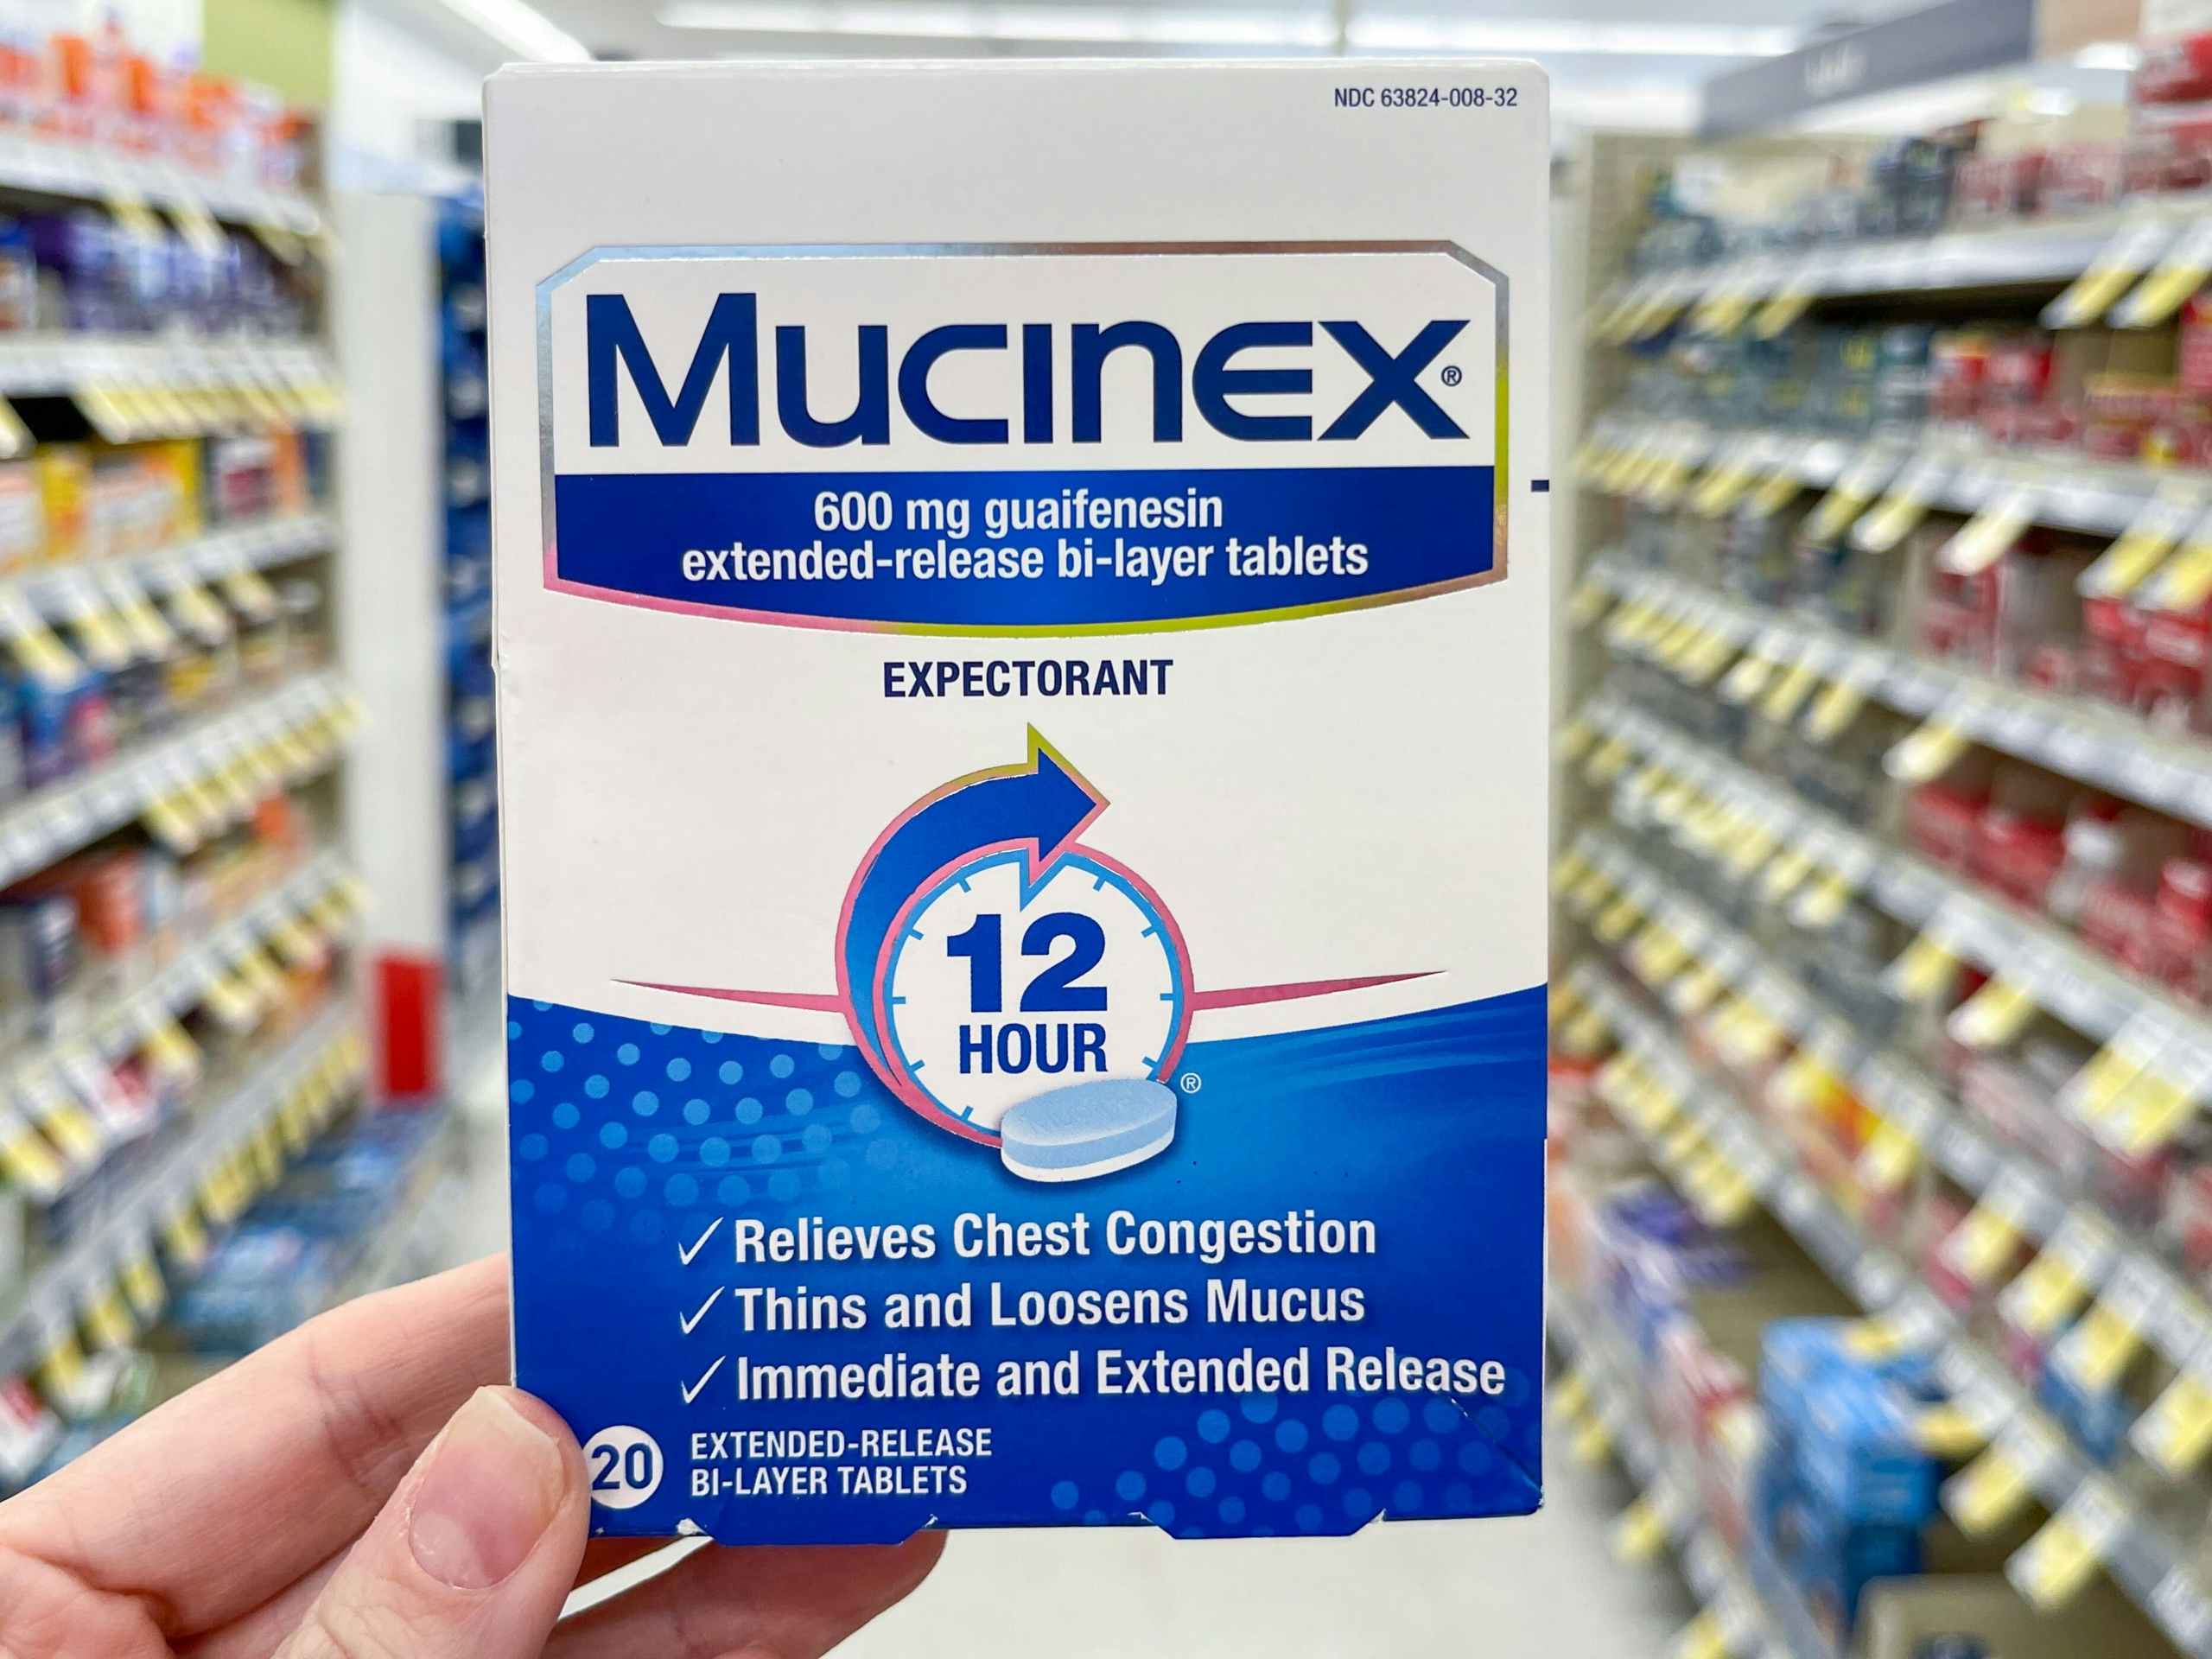 NDC 63824-008-32
Mucinex®
600 mg guaifenesin
extended-release bi-layer tablets
EXPECTORANT
12
HOUR
®
✓ Relieves Chest Congestion
✓ Thins and Loosens Mucus
✓ Immediate and Extended Release
20 EXTENDED-RELEASE
BI-LAYER TABLETS